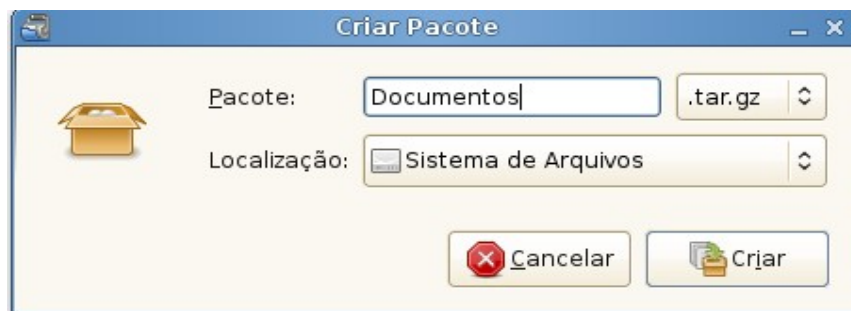 Criar Pacote
Pacote: Documentos .tar.gz
Localização: Sistema de Arquivos
Cancelar Criar